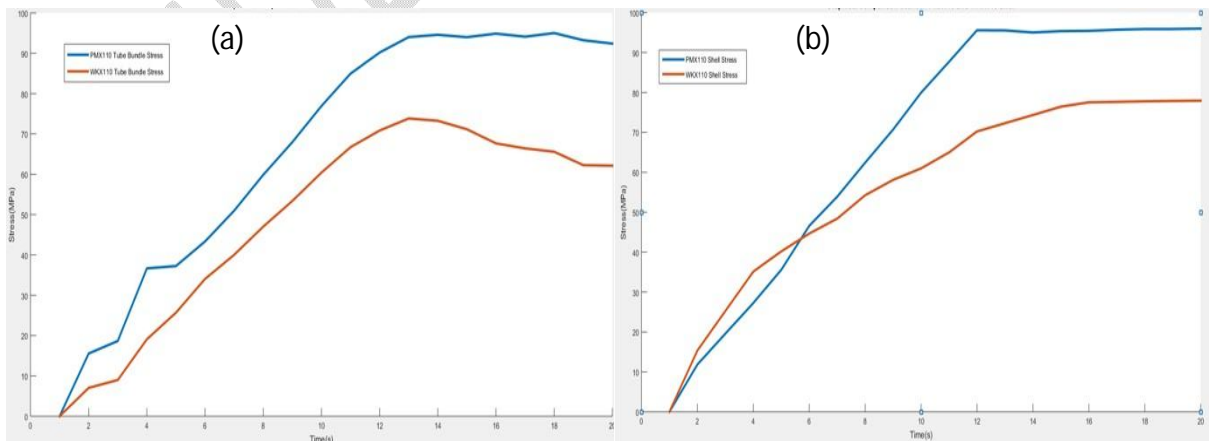 (a)
PMX110 Tube Bundle Stress
WKX110 Tube Bundle Stress
Stress(MPa)
100
90
80
70
60
50
40
30
20
10
0
0 2 4 6 8 10 12 14 16 18 20
Time(s)
(b)
PMX110 Shell Stress
WKX110 Shell Stress
Stress(MPa)
100
90
80
70
60
50
40
30
20
10
0
0 2 4 6 8 10 12 14 16 18 20
Time(s)